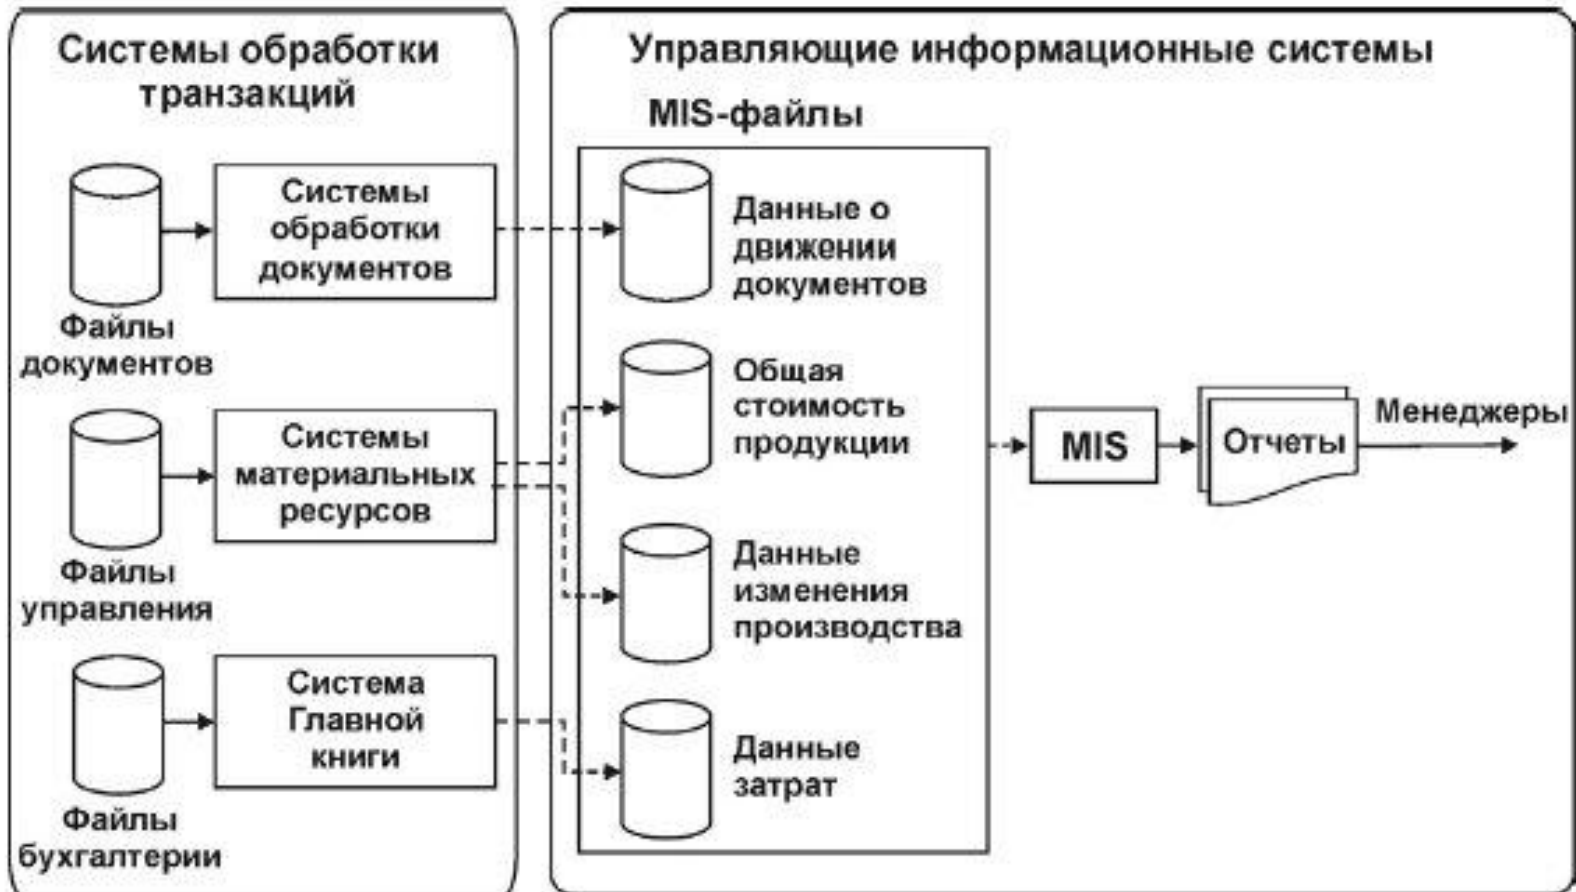 Системы обработки
транзакций
Системы
обработки
документов
Файлы
документов
Системы
материальных
ресурсов
Файлы
управления
Система
Главной
книги
Файлы
бухгалтерии
Управляющие информационные системы
MIS-файлы
Данные о
движении
документов
Общая
стоимость
продукции
Данные
изменения
производства
Данные
затрат
MIS
Отчеты
Менеджеры